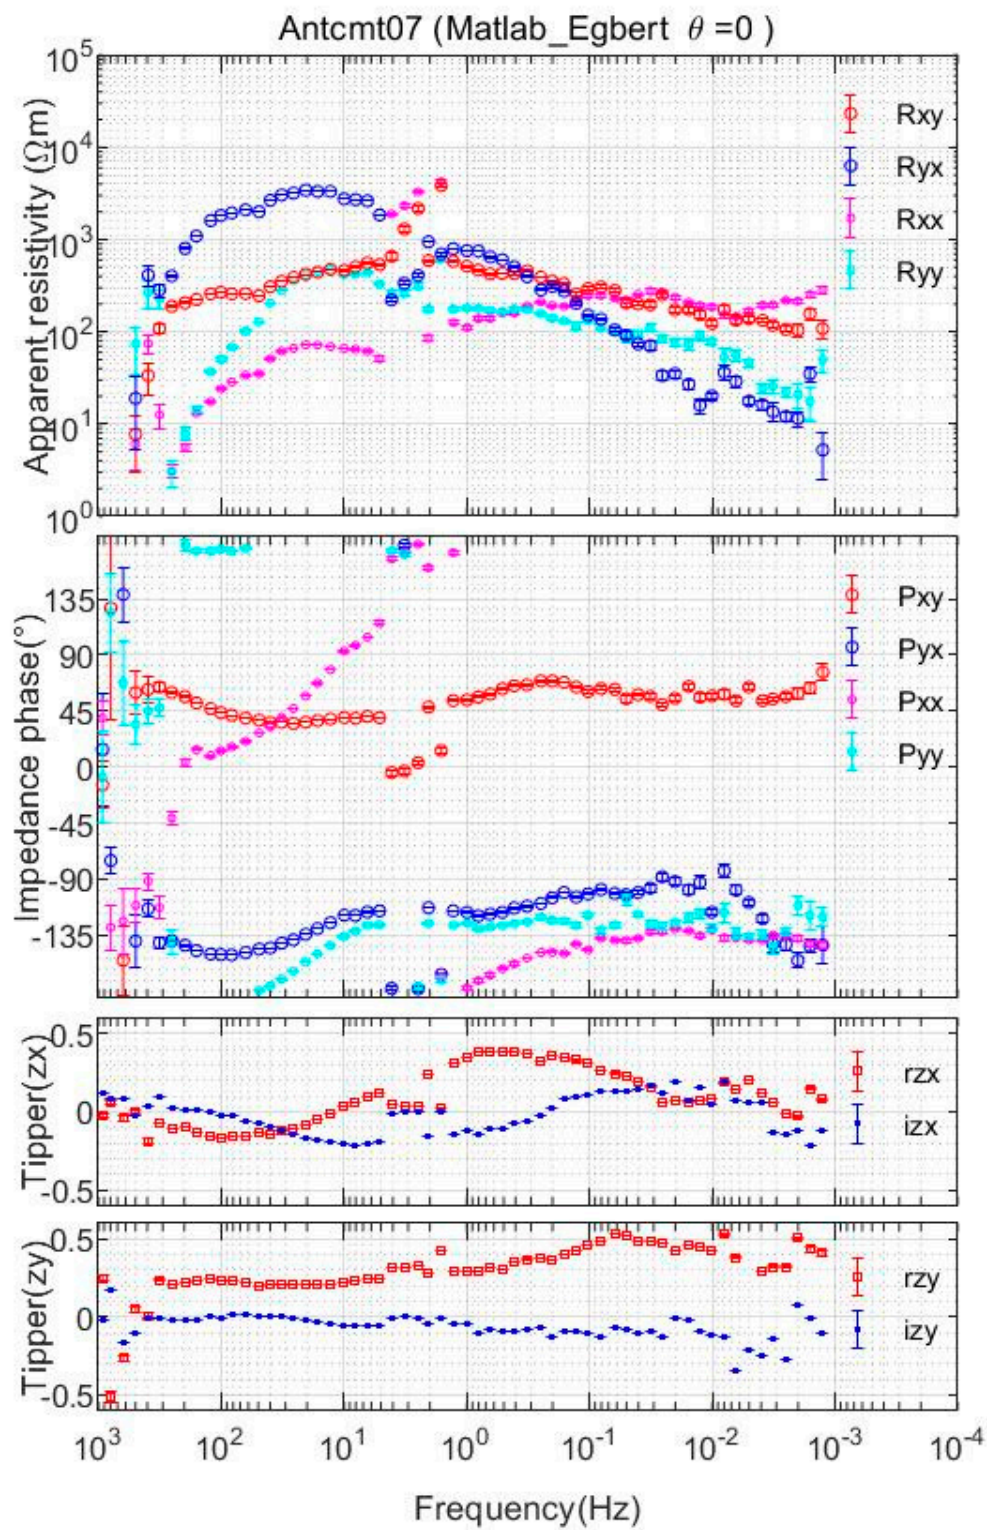 Antcmt07 (Matlab_Egbert θ =0 )
Apparent resistivity (Ωm)
10^5
10^4
10^3
10^2
10^1
10^0
Rxy
Ryx
Rxx
Ryy
Impedance phase(°)
135
90
45
0
-45
-90
-135
Pxy
Pyx
Pxx
Pyy
Tipper(zx)
-0.5
0
-0.5
rzx
izx
Tipper(zy)
-0.5
0
-0.5
rzy
izy
10^3
10^2
10^1
10^0
10^-1
10^-2
10^-3
10^-4
Frequency(Hz)